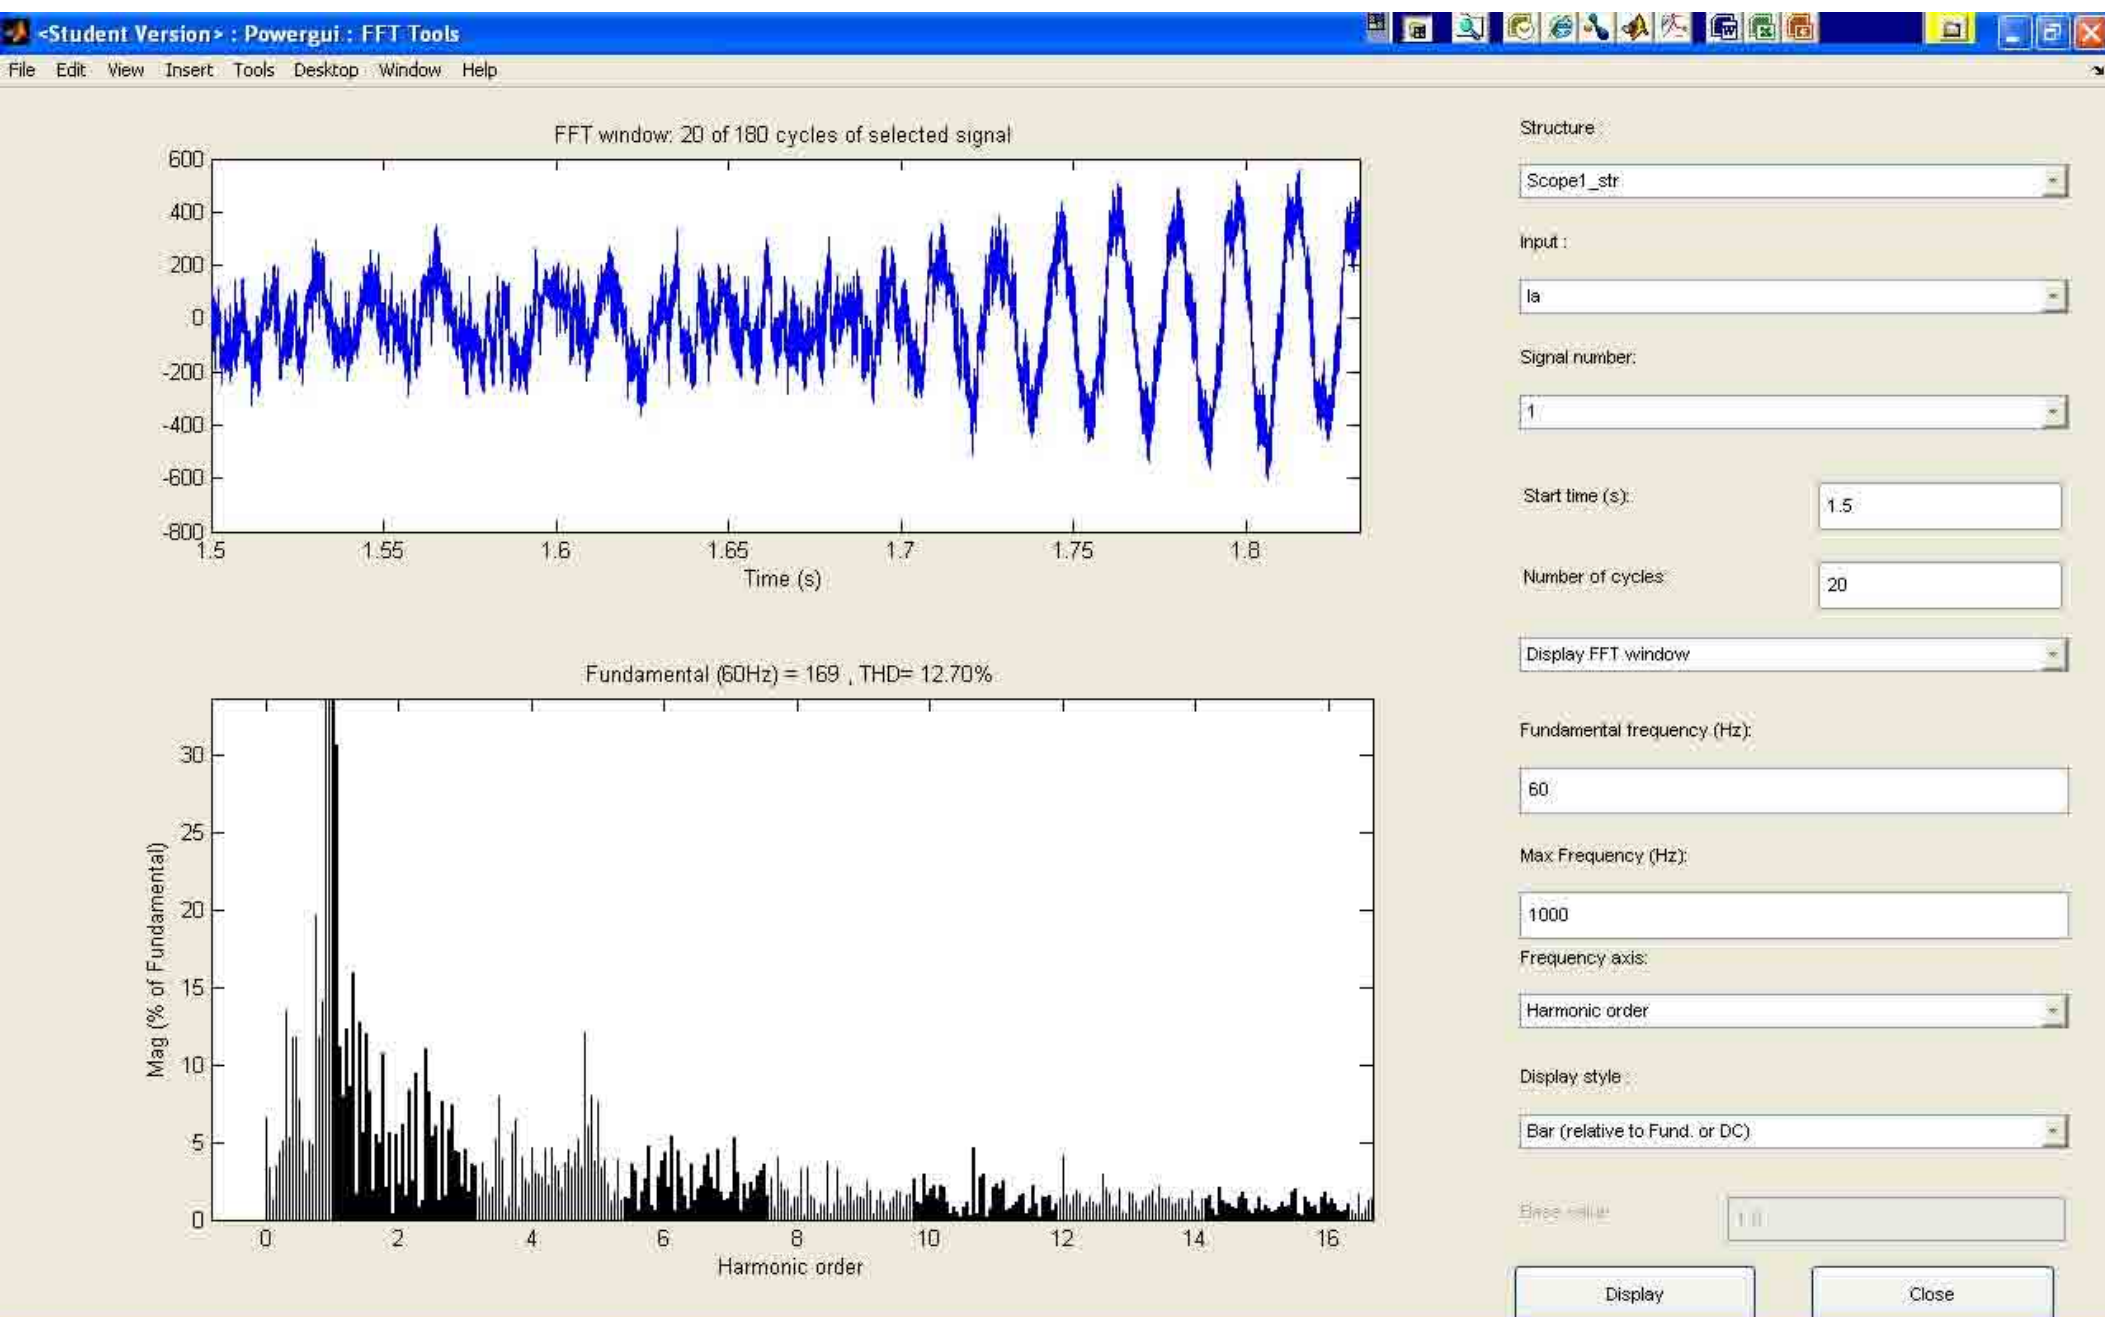 <Student Version> : Powergui : FFT Tools
File Edit View Insert Tools Desktop Window Help
FFT window: 20 of 180 cycles of selected signal
600
400
200
0
-200
-400
-600
-800
1.5 1.55 1.6 1.65 1.7 1.75 1.8
Time (s)
Fundamental (60Hz) = 169 , THD= 12.70%
30
25
20
15
10
5
0
Mag (% of Fundamental)
0 2 4 6 8 10 12 14 16
Harmonic order
Structure :
Scope1_str
Input :
Ia
Signal number:
1
Start time (s):
1.5
Number of cycles:
20
Display FFT window
Fundamental frequency (Hz):
60
Max Frequency (Hz):
1000
Frequency axis:
Harmonic order
Display style :
Bar (relative to Fund. or DC)
Base value:
1.0
Display Close